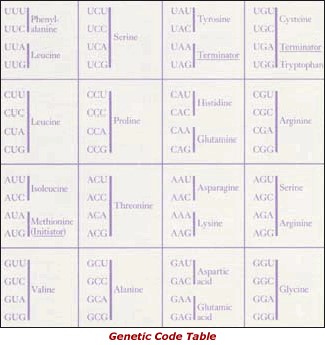 UUU Phenyl-
UUC alanine
UUA Leucine
UUG
UCU
UCC Serine
UCA
UCG
UAU Tyrosine
UAC
UAA Terminator
UAG
UGU Cysteine
UGC
UGA Terminator
UGG Tryptophan
CUU
CUC Leucine
CUA
CUG
CCU
CCC Proline
CCA
CCG
CAU Histidine
CAC
CAA Glutamine
CAG
CGU
CGC Arginine
CGA
CGG
AUU Isoleucine
AUC
AUA Methionine
AUG (Initiator)
ACU
ACC Threonine
ACA
ACG
AAU Asparagine
AAC
AAA Lysine
AAG
AGU Serine
AGC
AGA Arginine
AGG
GUU
GUC Valine
GUA
GUG
GCU
GCC Alanine
GCA
GCG
GAU Aspartic
GAC acid
GAA Glutamic
GAG acid
GGU
GGC Glycine
GGA
GGG
Genetic Code Table